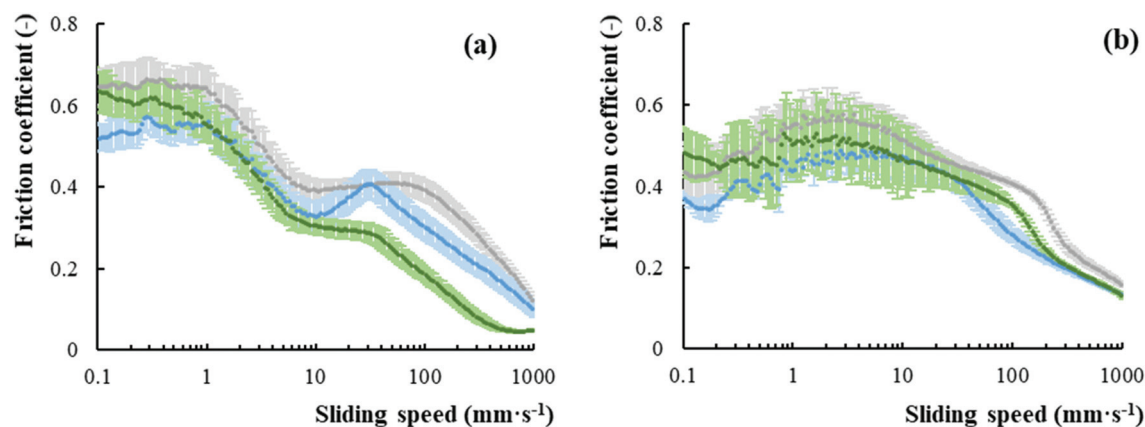 0.8
(a)
Friction coefficient (-)
0.6
0.4
0.2
0
0.1 1 10 100 1000
Sliding speed (mm·s⁻¹)
0.8
(b)
Friction coefficient (-)
0.6
0.4
0.2
0
0.1 1 10 100 1000
Sliding speed (mm·s⁻¹)